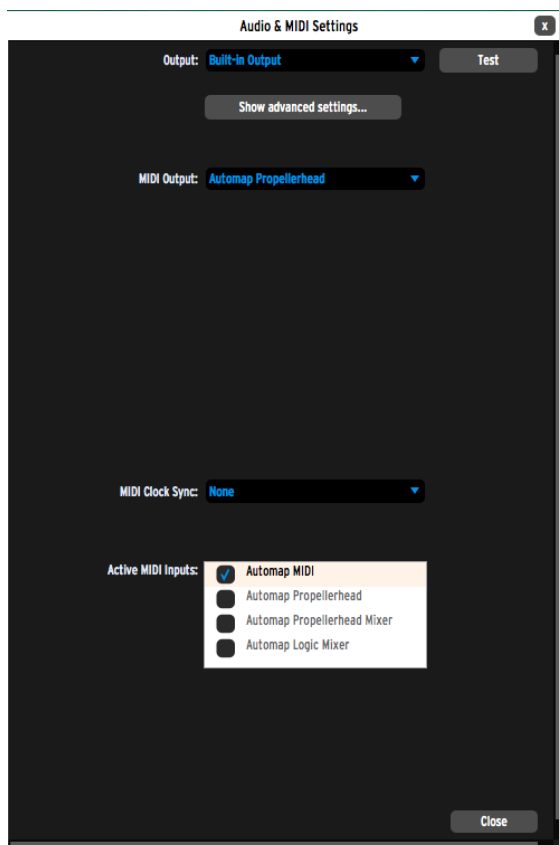 Audio & MIDI Settings
x
Output: Built-in Output
Test
Show advanced settings...
MIDI Output: Automap Propellerhead
MIDI Clock Sync: None
Active MIDI Inputs:
Automap MIDI
Automap Propellerhead
Automap Propellerhead Mixer
Automap Logic Mixer
Close